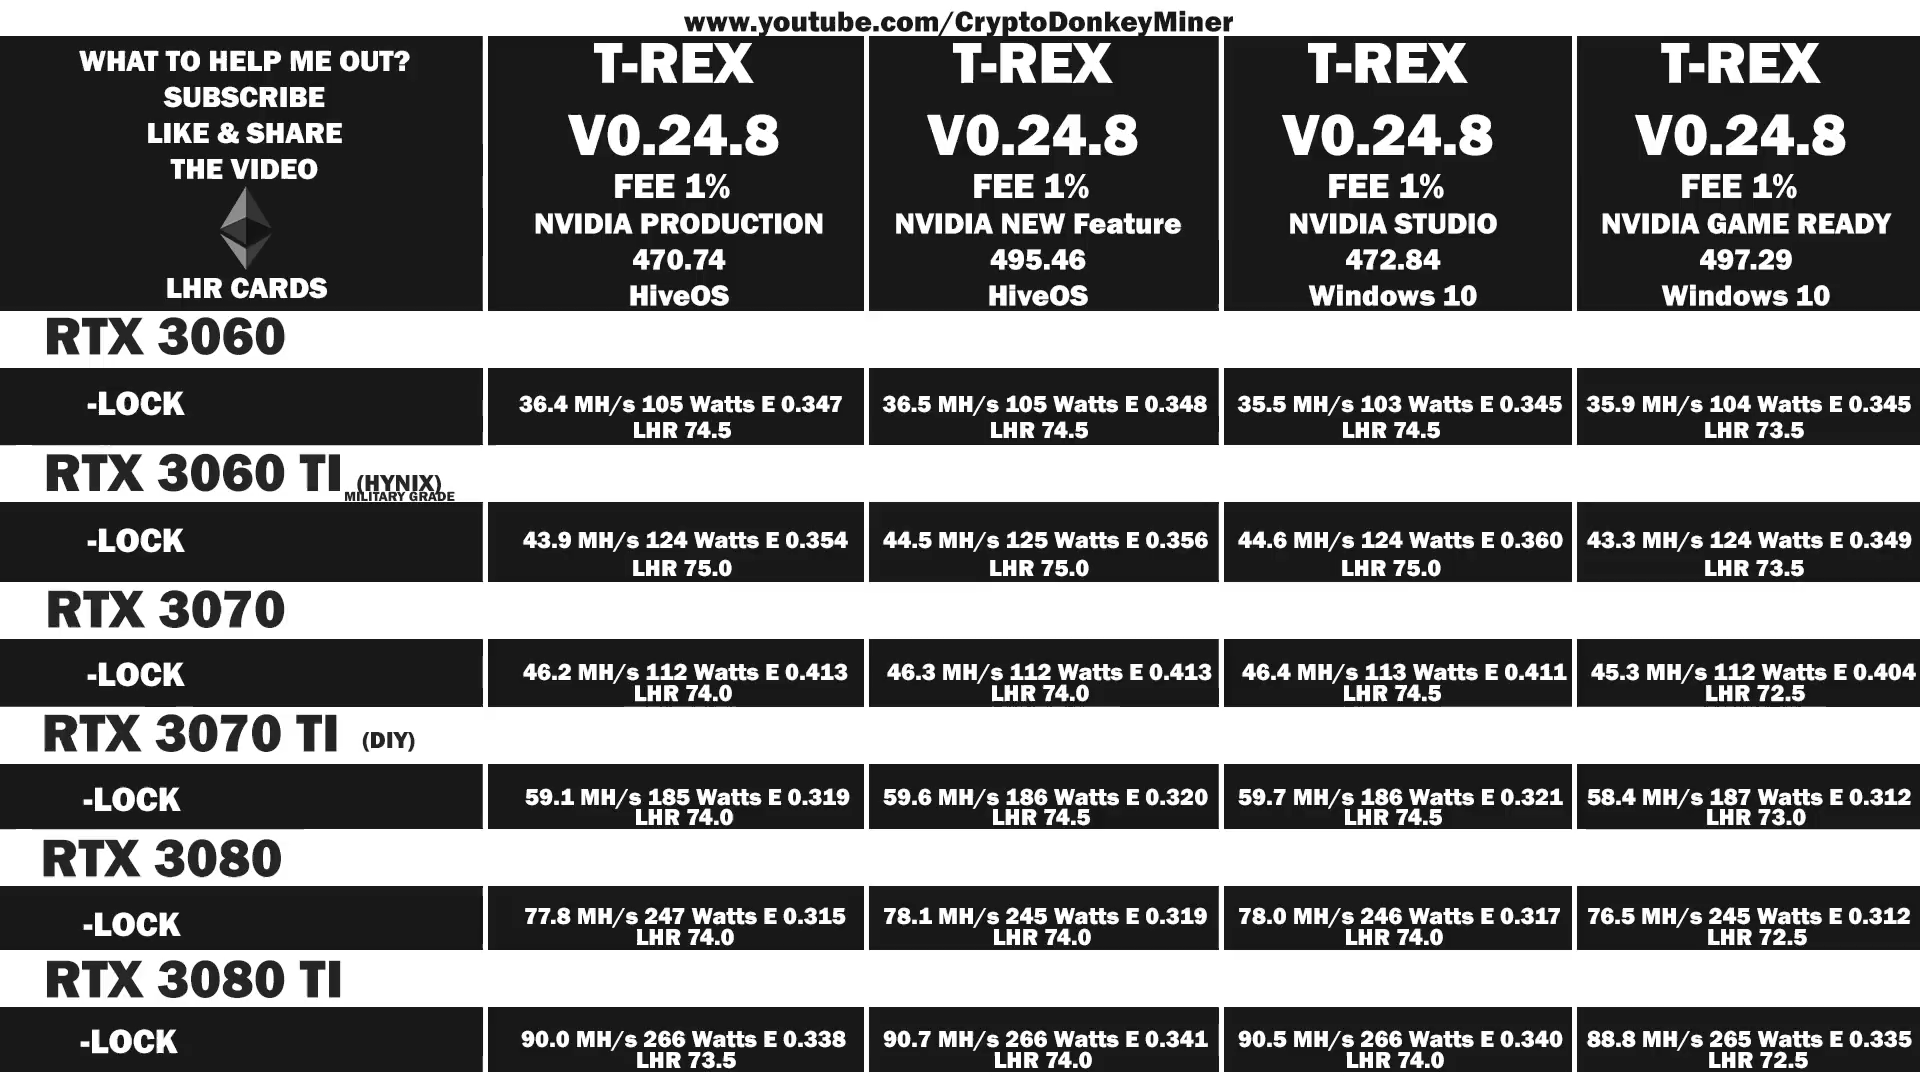 www.youtube.com/CryptoDonkeyMiner
WHAT TO HELP ME OUT?
SUBSCRIBE
LIKE & SHARE
THE VIDEO
LHR CARDS
T-REX
V0.24.8
FEE 1%
NVIDIA PRODUCTION
470.74
HiveOS
T-REX
V0.24.8
FEE 1%
NVIDIA NEW Feature
495.46
HiveOS
T-REX
V0.24.8
FEE 1%
NVIDIA STUDIO
472.84
Windows 10
T-REX
V0.24.8
FEE 1%
NVIDIA GAME READY
497.29
Windows 10
RTX 3060
-LOCK
36.4 MH/s 105 Watts E 0.347
LHR 74.5
36.5 MH/s 105 Watts E 0.348
LHR 74.5
35.5 MH/s 103 Watts E 0.345
LHR 74.5
35.9 MH/s 104 Watts E 0.345
LHR 73.5
RTX 3060 TI (HYNIX)
MILITARY GRADE
-LOCK
43.9 MH/s 124 Watts E 0.354
LHR 75.0
44.5 MH/s 125 Watts E 0.356
LHR 75.0
44.6 MH/s 124 Watts E 0.360
LHR 75.0
43.3 MH/s 124 Watts E 0.349
LHR 73.5
RTX 3070
-LOCK
46.2 MH/s 112 Watts E 0.413
LHR 74.0
46.3 MH/s 112 Watts E 0.413
LHR 74.0
46.4 MH/s 113 Watts E 0.411
LHR 74.5
45.3 MH/s 112 Watts E 0.404
LHR 72.5
RTX 3070 TI (DIY)
-LOCK
59.1 MH/s 185 Watts E 0.319
LHR 74.0
59.6 MH/s 186 Watts E 0.320
LHR 74.5
59.7 MH/s 186 Watts E 0.321
LHR 74.5
58.4 MH/s 187 Watts E 0.312
LHR 73.0
RTX 3080
-LOCK
77.8 MH/s 247 Watts E 0.315
LHR 74.0
78.1 MH/s 245 Watts E 0.319
LHR 74.0
78.0 MH/s 246 Watts E 0.317
LHR 74.0
76.5 MH/s 245 Watts E 0.312
LHR 72.5
RTX 3080 TI
-LOCK
90.0 MH/s 266 Watts E 0.338
LHR 73.5
90.7 MH/s 266 Watts E 0.341
LHR 74.0
90.5 MH/s 266 Watts E 0.340
LHR 74.0
88.8 MH/s 265 Watts E 0.335
LHR 72.5